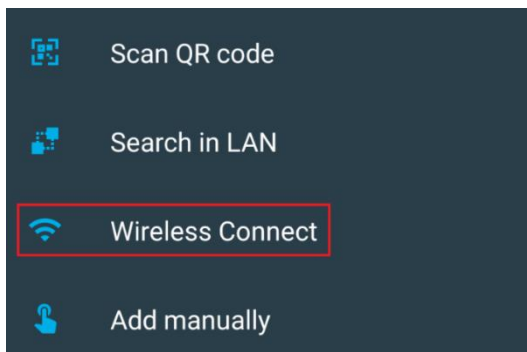 Scan QR code
Search in LAN
Wireless Connect
Add manually